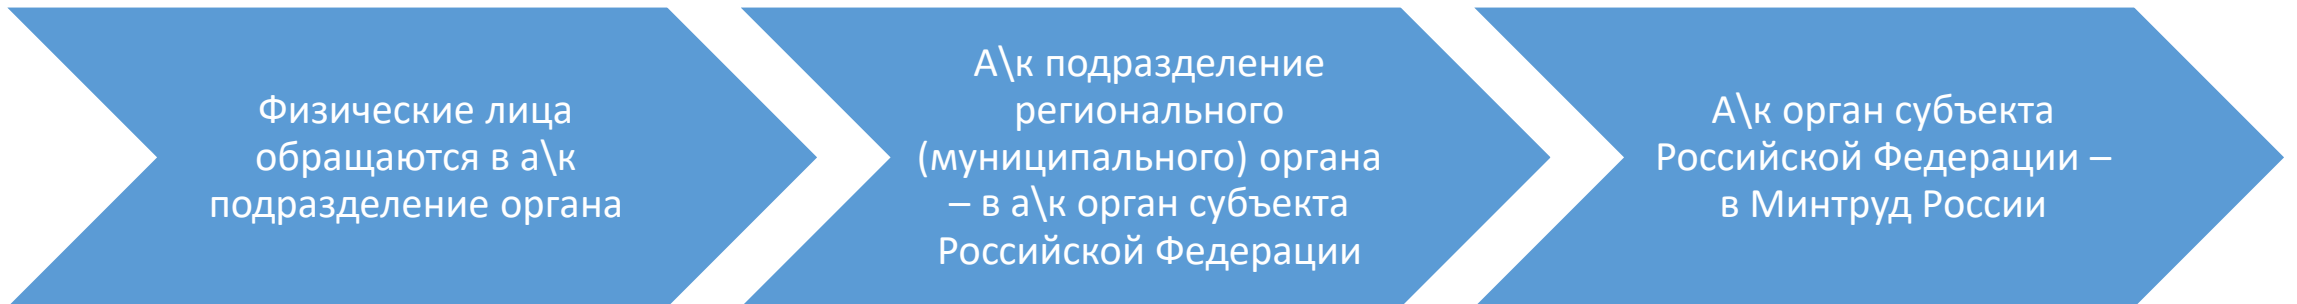 Физические лица
обращаются в а\к
подразделение органа
А\к подразделение
регионального
(муниципального) органа
– в а\к орган субъекта
Российской Федерации
А\к орган субъекта
Российской Федерации –
в Минтруд России